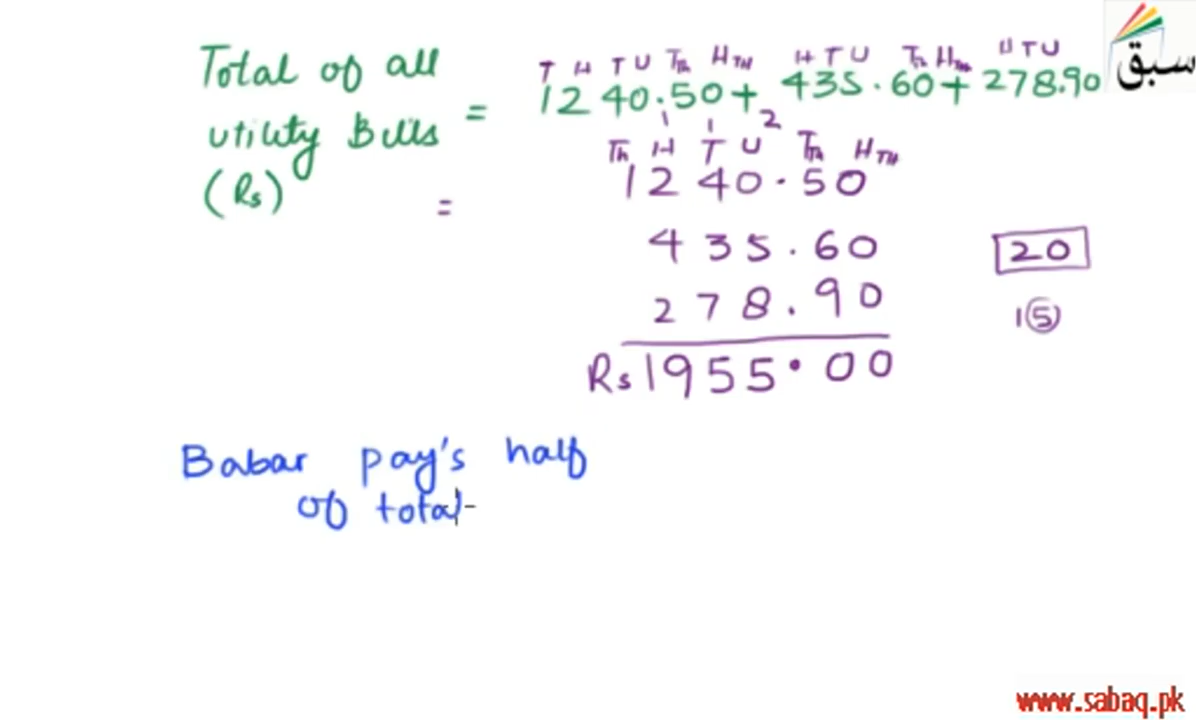 سبق
T H T U Th HTH H T U Th HTH H T U
Total of all
utility Bills
(Rs)
= 1240.50+ 435.60+278.90
1 1 2
Th H T U Th HTH
= 1240.50
435.60
278.90
Rs 1955.00
20
15
Babar pay's half
of total
www.sabaq.pk